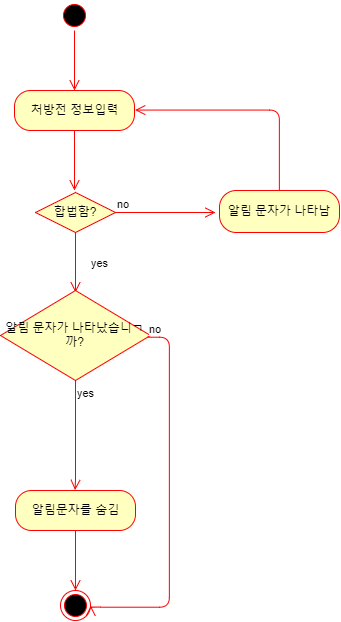 처방전 정보입력
합법함?
no
알림 문자가 나타남
yes
알림 문자가 나타났습니
까?
no
yes
알림문자를 숨김